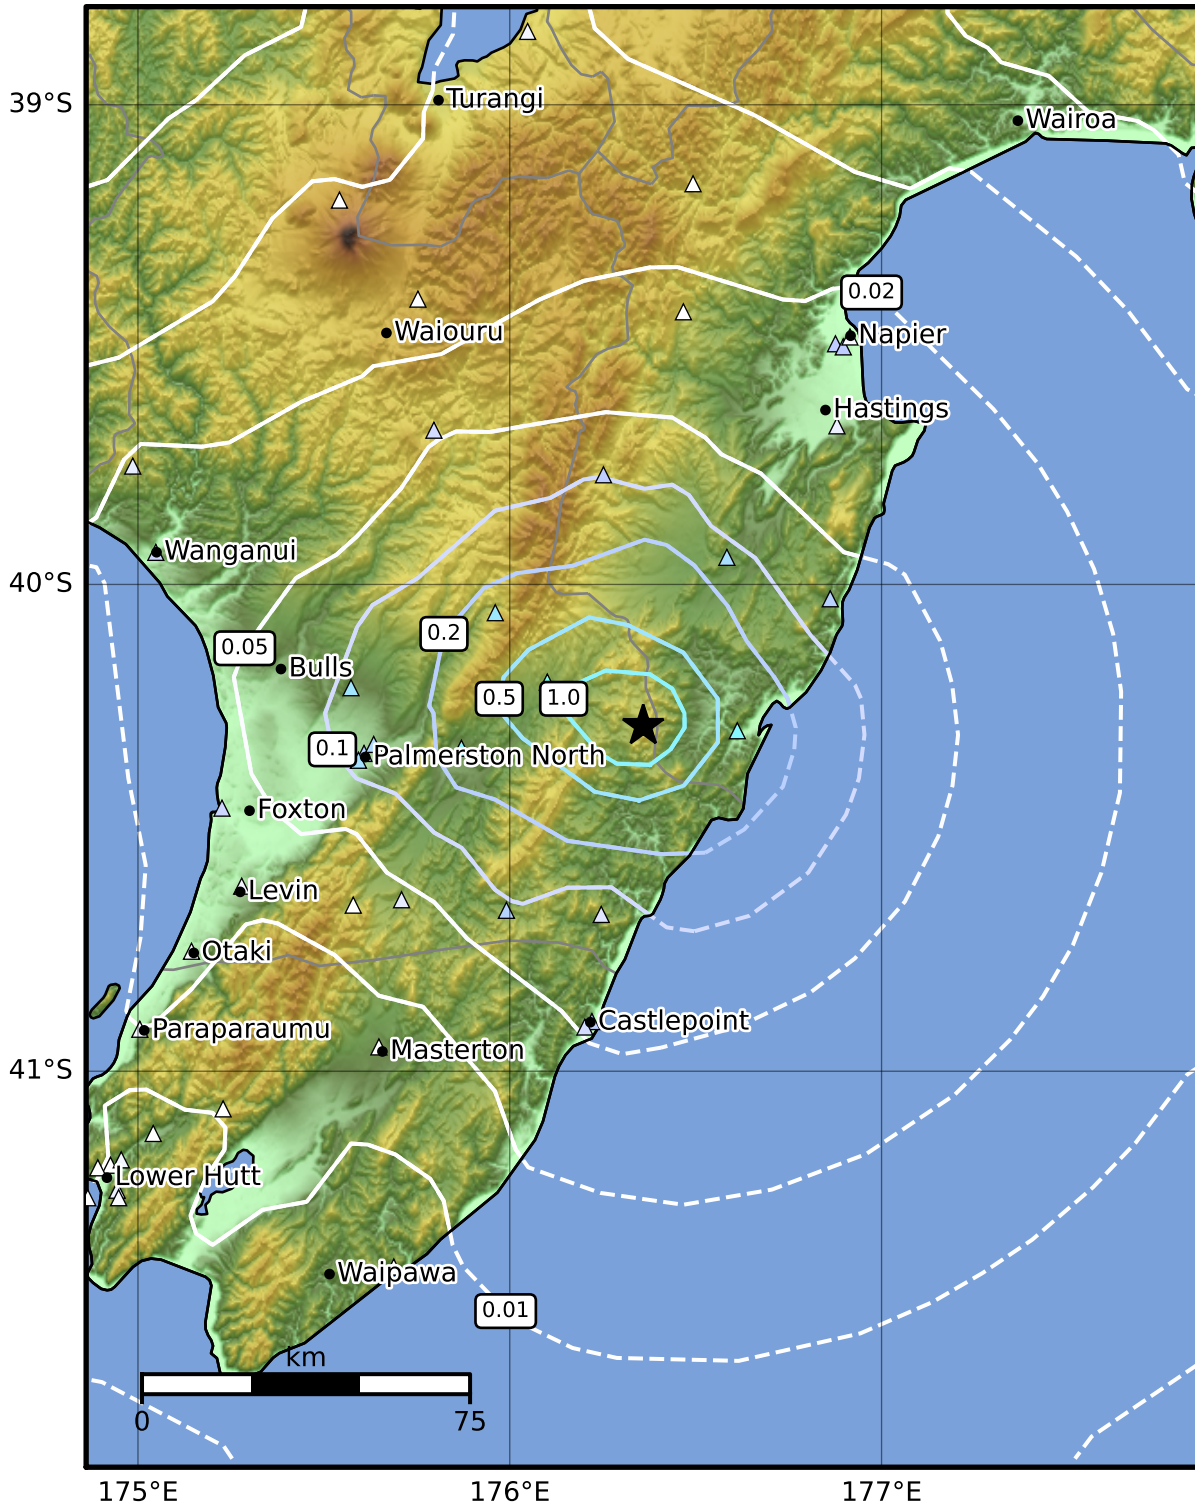 39°S
Turangi
Wairoa
0.02
Waiouru
Napier
Hastings
Wanganui
40°S
0.05
0.2
Bulls
0.5
1.0
0.1
Palmerston North
Foxton
Levin
Otaki
Castlepoint
Paraparaumu
Masterton
41°S
Lower Hutt
Waipawa
0.01
km
0
75
175°E
176°E
177°E